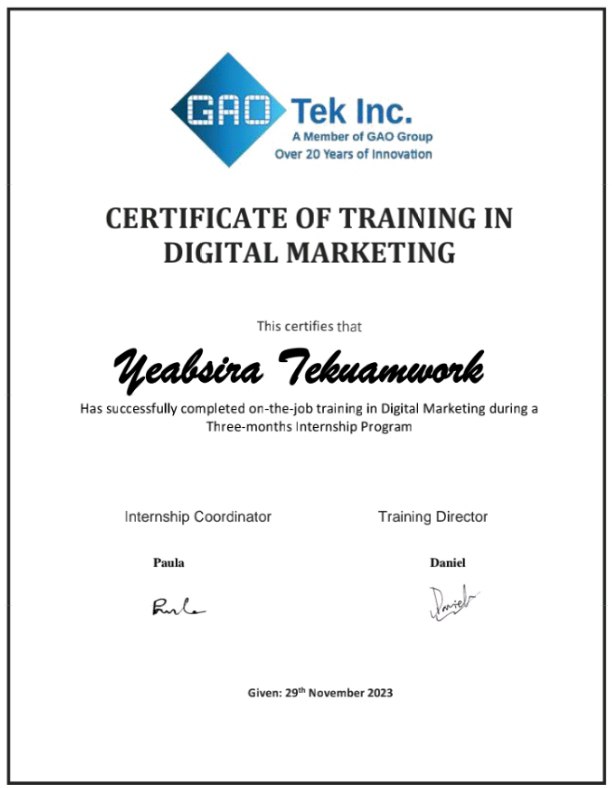 GAO Tek Inc.
A Member of GAO Group
Over 20 Years of Innovation
CERTIFICATE OF TRAINING IN
DIGITAL MARKETING
This certifies that
Yeabsira Tekuamwork
Has successfully completed on-the-job training in Digital Marketing during a
Three-months Internship Program
Internship Coordinator Training Director
Paula Daniel
Paula Daniel
Given: 29th November 2023